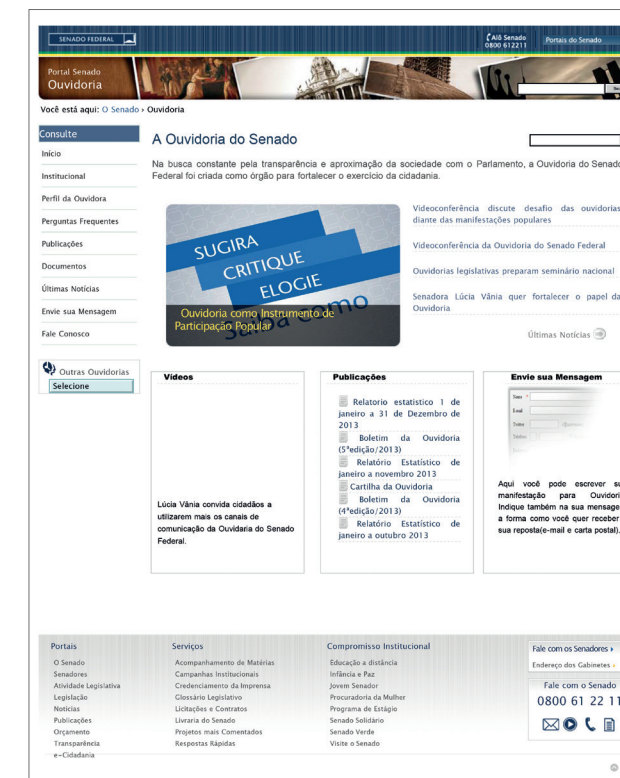 SENADO FEDERAL
Alô Senado
0800 612211
Portais do Senado
Portal Senado
Ouvidoria
Você está aqui: O Senado › Ouvidoria
Consulte
Início
Institucional
Perfil da Ouvidora
Perguntas Frequentes
Publicações
Documentos
Últimas Notícias
Envie sua Mensagem
Fale Conosco
Outras Ouvidorias
Selecione
A Ouvidoria do Senado
Na busca constante pela transparência e aproximação da sociedade com o Parlamento, a Ouvidoria do Senado
Federal foi criada como órgão para fortalecer o exercício da cidadania.
SUGIRA
CRITIQUE
ELOGIE
Saiba Como
Ouvidoria como Instrumento de
Participação Popular
Videoconferência discute desafio das ouvidorias
diante das manifestações populares
Videoconferência da Ouvidoria do Senado Federal
Ouvidorias legislativas preparam seminário nacional
Senadora Lúcia Vânia quer fortalecer o papel da
Ouvidoria
Últimas Notícias
Videos
Lúcia Vânia convida cidadãos a
utilizarem mais os canais de
comunicação da Ouvidaria do Senado
Federal.
Publicações
Relatorio estatistico 1 de
janeiro a 31 de Dezembro de
2013
Boletim da Ouvidoria
(5ªedição/2013)
Relatório Estatístico de
janeiro a novembro 2013
Cartilha da Ouvidoria
Boletim da Ouvidoria
(4ªedição/2013)
Relatório Estatístico de
janeiro a outubro 2013
Envie sua Mensagem
Aqui você pode escrever su
manifestação para Ouvidori
Indique também na sua mensage
a forma como você quer receber
sua reposta(e-mail e carta postal).
Portais
O Senado
Senadores
Atividade Legislativa
Legislação
Notícias
Publicações
Orçamento
Transparência
e-Cidadania
Serviços
Acompanhamento de Matérias
Campanhas Institucionais
Credenciamento da Imprensa
Glossário Legislativo
Licitações e Contratos
Livraria do Senado
Projetos mais Comentados
Respostas Rápidas
Compromisso Institucional
Educação a distância
Infância e Paz
Jovem Senador
Procuradoria da Mulher
Programa de Estágio
Senado Solidário
Senado Verde
Visite o Senado
Fale com os Senadores
Endereço dos Gabinetes
Fale com o Senado
0800 61 22 11